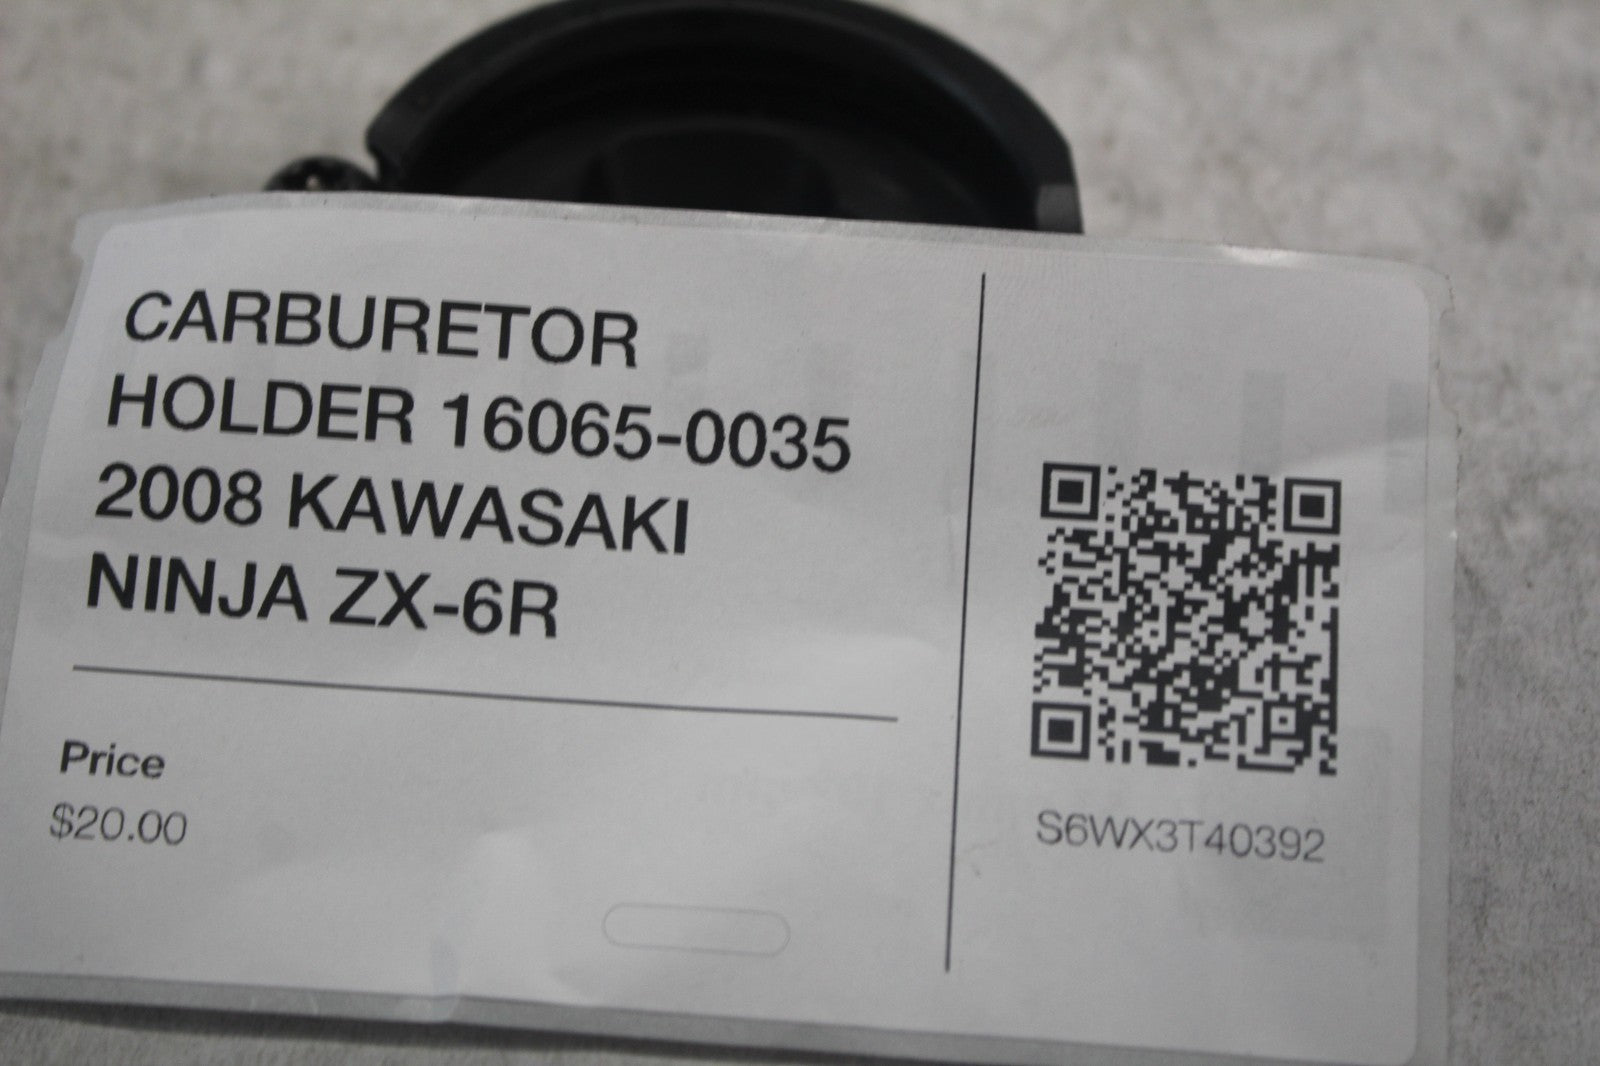 CARBURETOR
HOLDER 16065-0035
2008 KAWASAKI
NINJA ZX-6R
Price
$20.00
S6WX3T40392